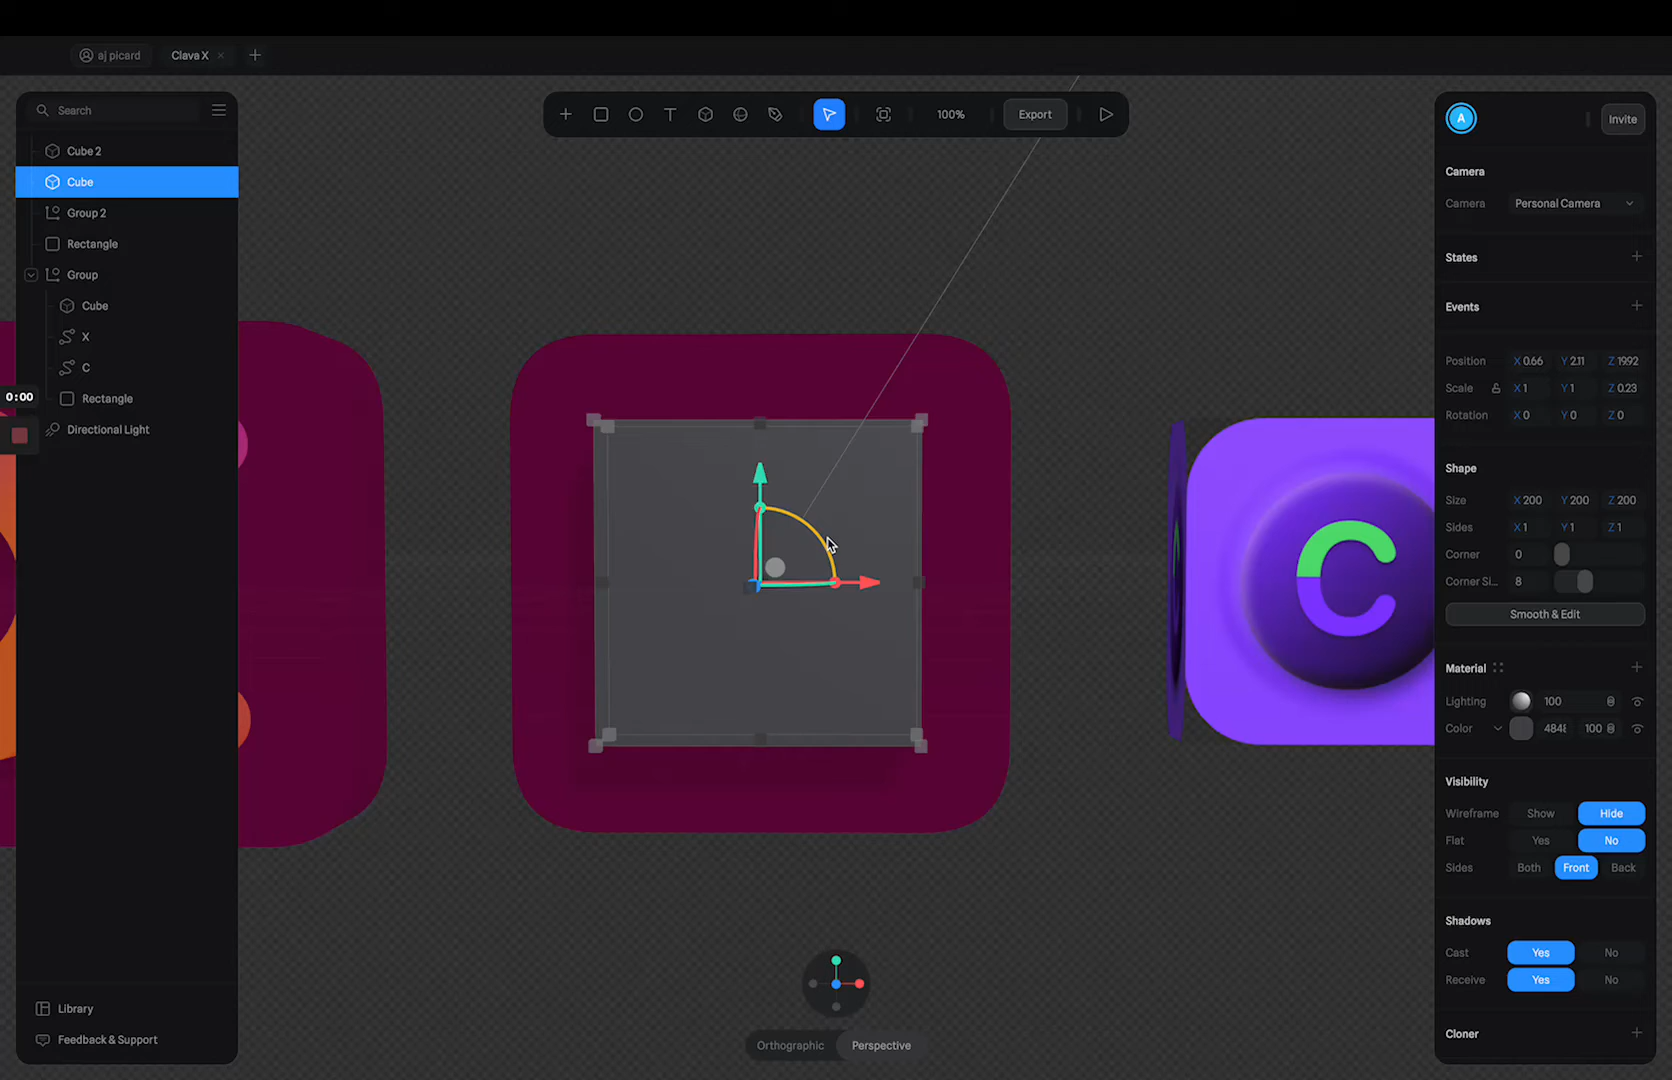 aj picard
Clava X
Search
Cube 2
Cube
Group 2
Rectangle
Group
Cube
X
C
Rectangle
Directional Light
0:00
Library
Feedback & Support
T
100%
Export
C
Orthographic
Perspective
A
Invite
Camera
Camera Personal Camera
States
Events
Position X 0.66 Y 2.11 Z 19.92
Scale X 1 Y 1 Z 0.23
Rotation X 0 Y 0 Z 0
Shape
Size X 200 Y 200 Z 200
Sides X 1 Y 1 Z 1
Corner 0
Corner Si... 8
Smooth & Edit
Material
Lighting 100
Color 4848 100
Visibility
Wireframe Show Hide
Flat Yes No
Sides Both Front Back
Shadows
Cast Yes No
Receive Yes No
Cloner